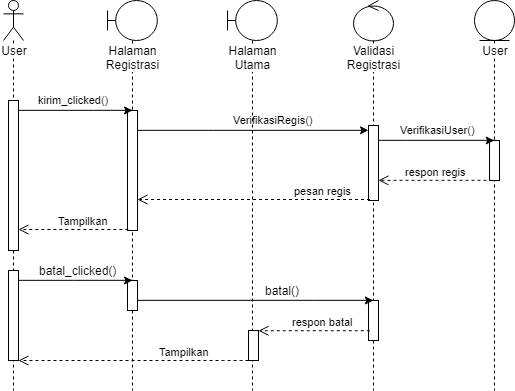 User
Halaman
Registrasi
Halaman
Utama
Validasi
Registrasi
User
kirim_clicked()
VerifikasiRegis()
VerifikasiUser()
respon regis
pesan regis
Tampilkan
batal_clicked()
batal()
respon batal
Tampilkan